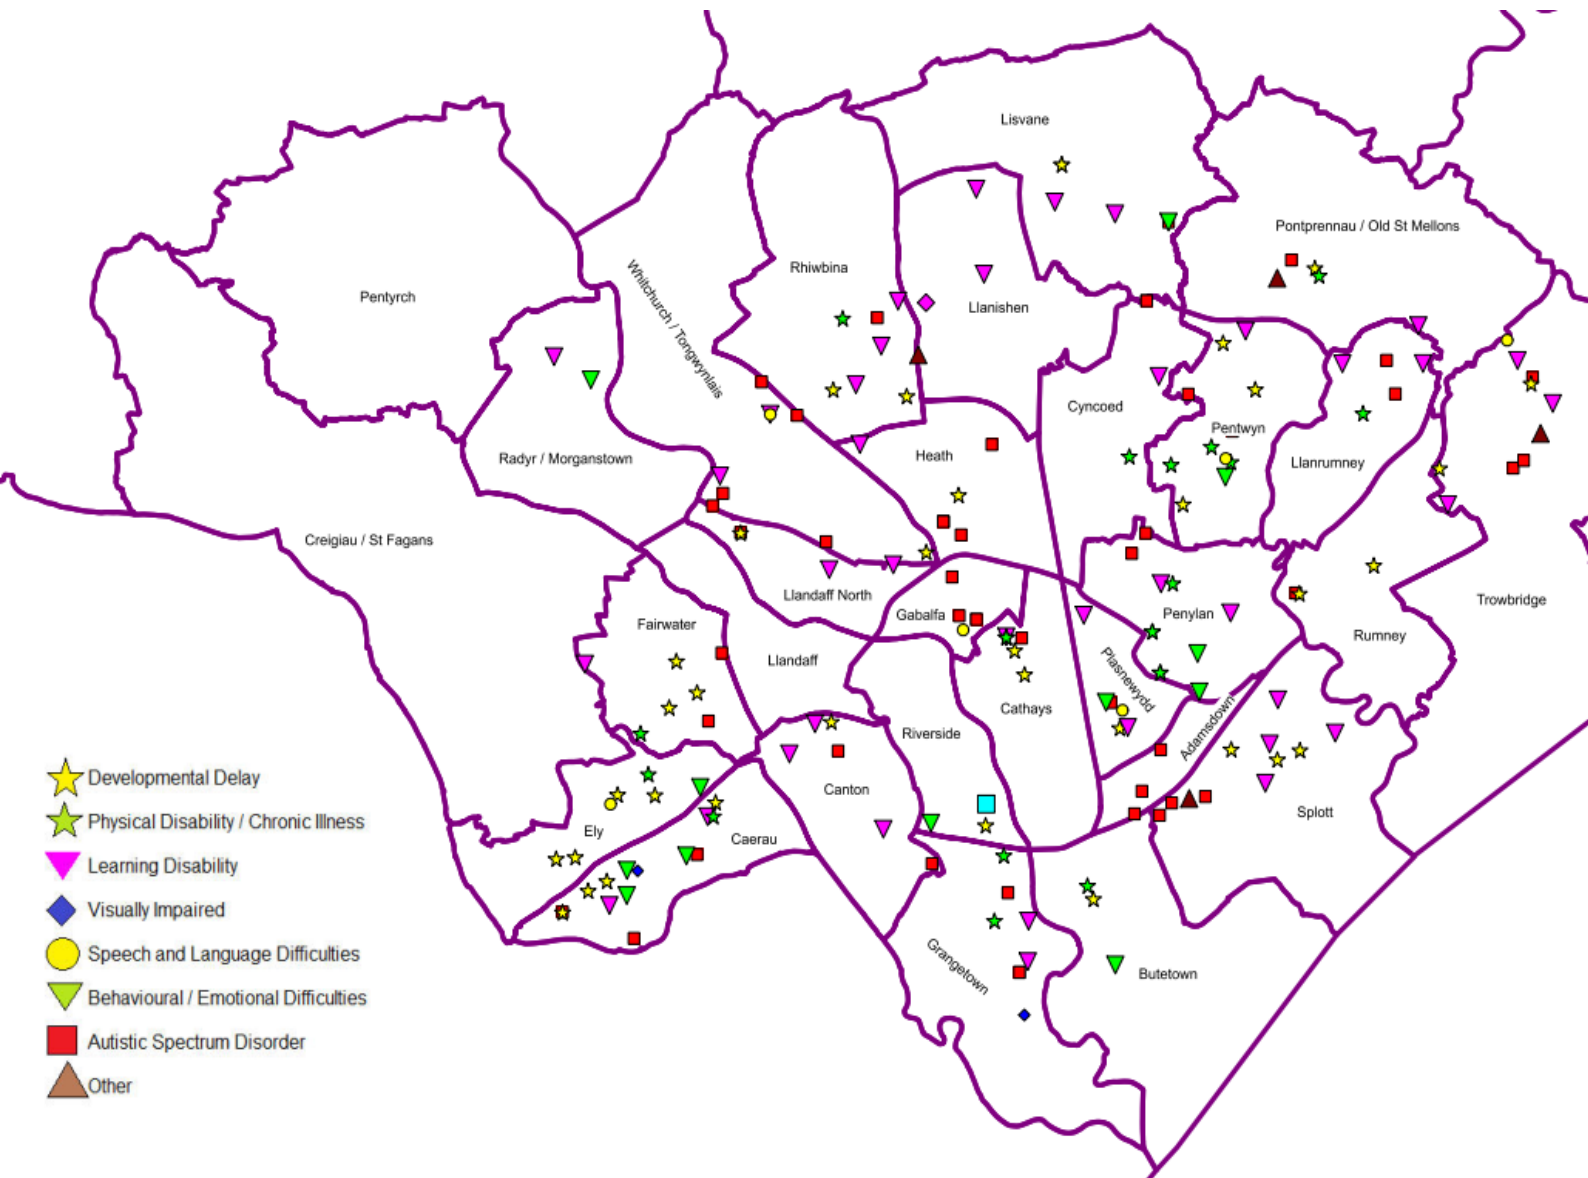 Lisvane
Pontprennau / Old St Mellons
Rhiwbina
Whitchurch / Tongwynlais
Pentyrch
Llanishen
Cyncoed
Pentwyn
Radyr / Morganstown
Heath
Llanrumney
Creigiau / St Fagans
Llandaff North
Gabalfa
Penylan
Trowbridge
Fairwater
Rumney
Llandaff
Plasnewydd
Cathays
Riverside
Adamsdown
Canton
Splott
Ely
Caerau
Grangetown
Butetown
Developmental Delay
Physical Disability / Chronic Illness
Learning Disability
Visually Impaired
Speech and Language Difficulties
Behavioural / Emotional Difficulties
Autistic Spectrum Disorder
Other